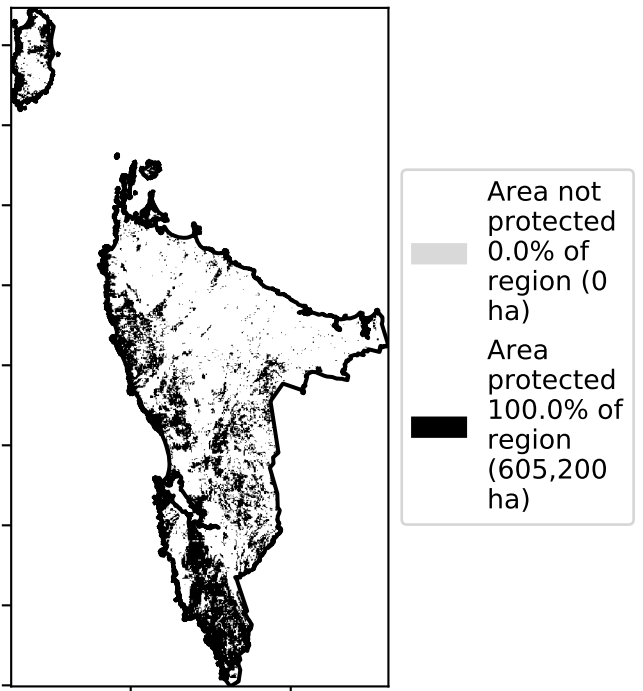 Area not
protected
0.0% of
region (0
ha)
Area
protected
100.0% of
region
(605,200
ha)